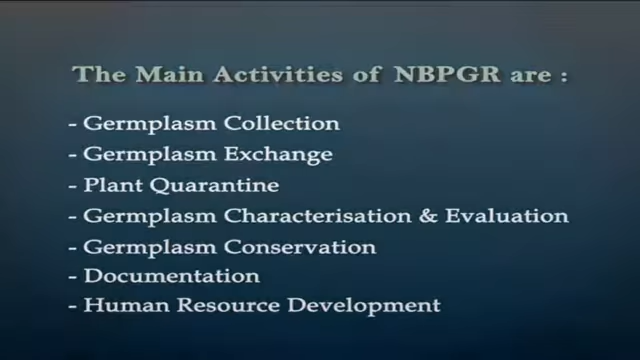 The Main Activities of NBPGR are :
- Germplasm Collection
- Germplasm Exchange
- Plant Quarantine
- Germplasm Characterisation & Evaluation
- Germplasm Conservation
- Documentation
- Human Resource Development